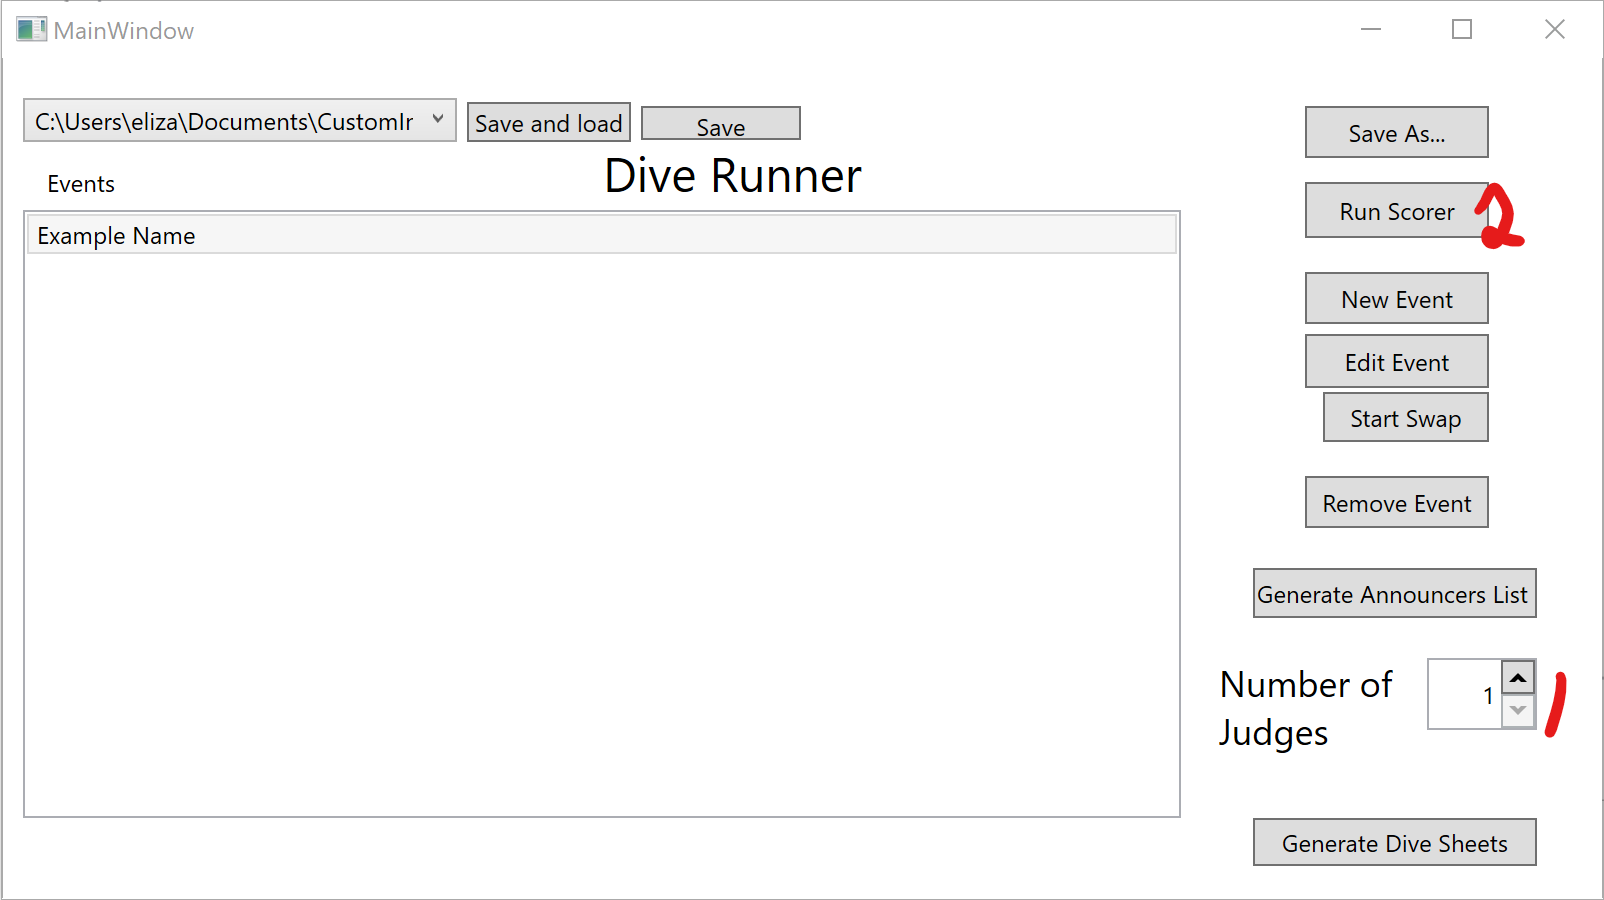 MainWindow
C:\Users\eliza\Documents\CustomIr
Save and load
Save
Save As...
Dive Runner
Events
Run Scorer
2
Example Name
New Event
Edit Event
Start Swap
Remove Event
Generate Announcers List
Number of
Judges
1
1
Generate Dive Sheets